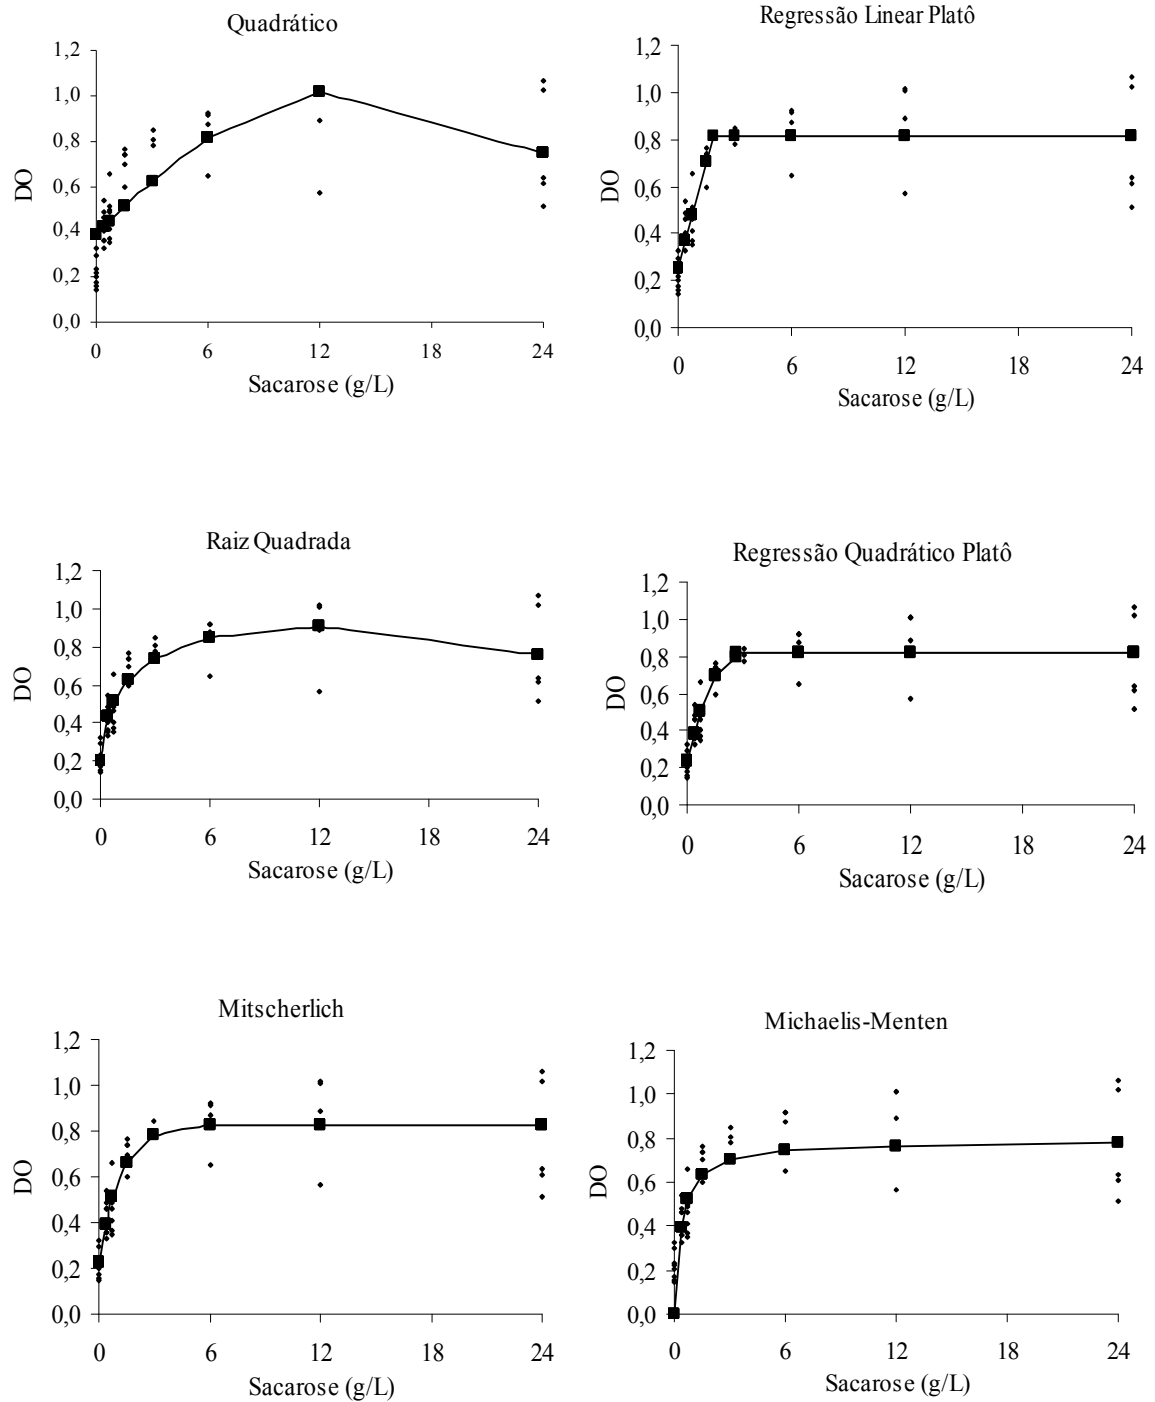 Quadrático
1,2
1,0
0,8
0,6
0,4
0,2
0,0
DO
0 6 12 18 24
Sacarose (g/L)
Regressão Linear Platô
1,2
1,0
0,8
0,6
0,4
0,2
0,0
DO
0 6 12 18 24
Sacarose (g/L)
Raiz Quadrada
1,2
1,0
0,8
0,6
0,4
0,2
0,0
DO
0 6 12 18 24
Sacarose (g/L)
Regressão Quadrático Platô
1,2
1,0
0,8
0,6
0,4
0,2
0,0
DO
0 6 12 18 24
Sacarose (g/L)
Mitscherlich
1,2
1,0
0,8
0,6
0,4
0,2
0,0
DO
0 6 12 18 24
Sacarose (g/L)
Michaelis-Menten
1,2
1,0
0,8
0,6
0,4
0,2
0,0
DO
0 6 12 18 24
Sacarose (g/L)